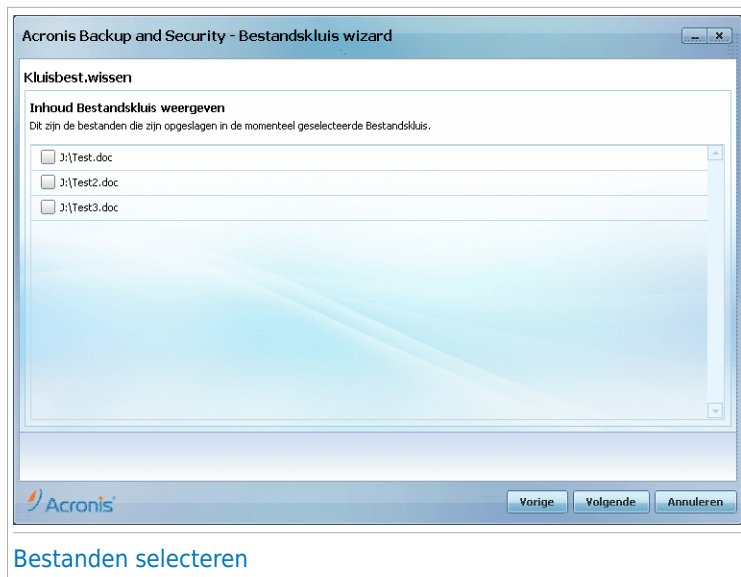 Acronis Backup and Security - Bestandskluis wizard
Kluisbest.wissen
Inhoud Bestandskluis weergeven
Dit zijn de bestanden die zijn opgeslagen in de momenteel geselecteerde Bestandskluis.
J:\Test.doc
J:\Test2.doc
J:\Test3.doc
Acronis
Vorige
Volgende
Annuleren
Bestanden selecteren